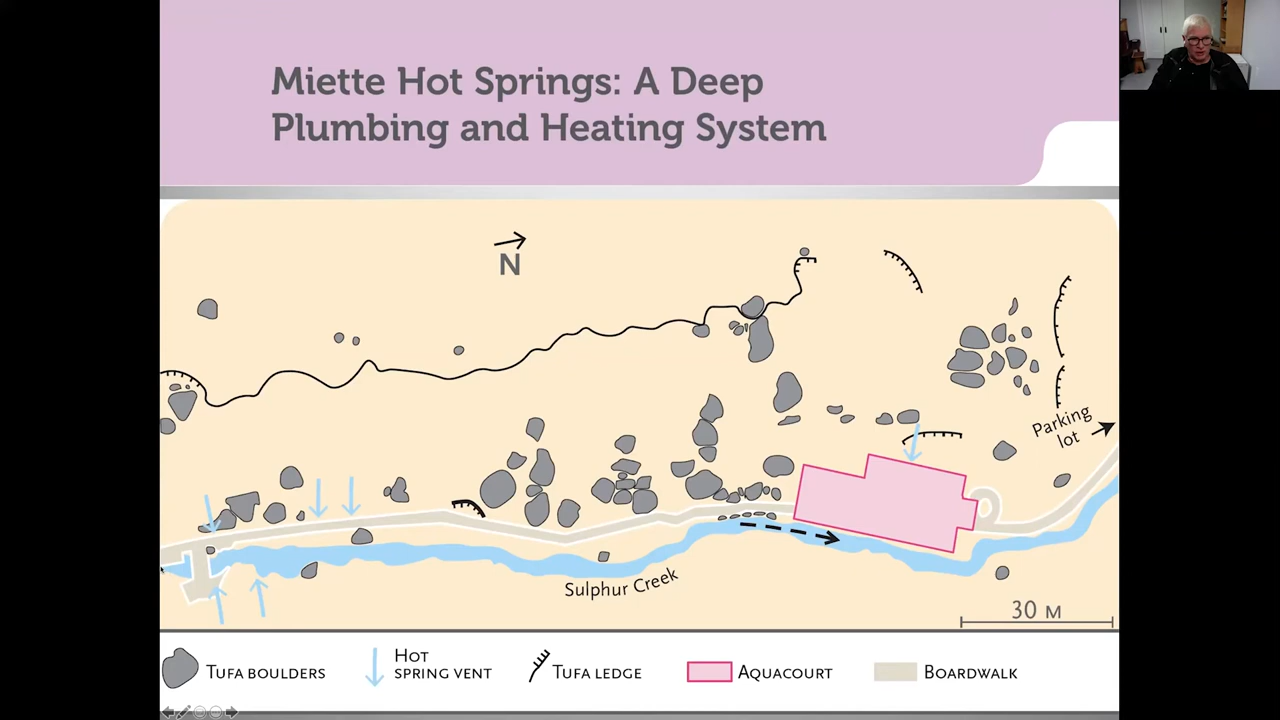 Miette Hot Springs: A Deep
Plumbing and Heating System
N
Parking
lot
Sulphur Creek
30 M
TUFA BOULDERS
HOT
SPRING VENT
TUFA LEDGE
AQUACOURT
BOARDWALK